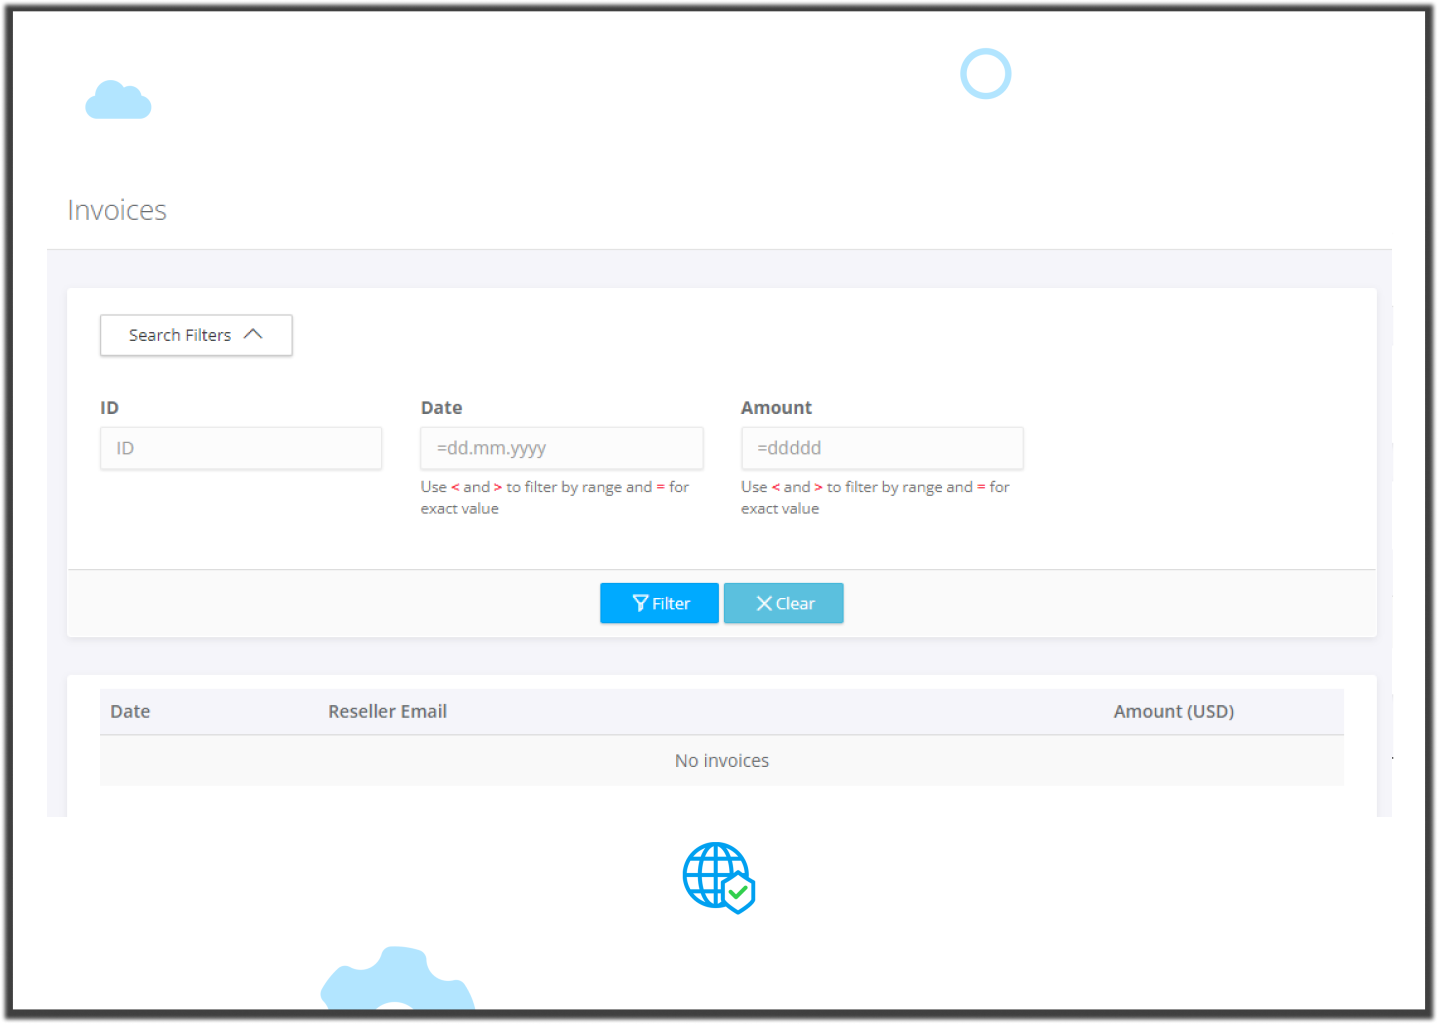 Invoices
Search Filters
ID Date Amount
ID =dd.mm.yyyy =ddddd
Use < and > to filter by range and = for Use < and > to filter by range and = for
exact value exact value
Filter Clear
Date Reseller Email Amount (USD)
No invoices